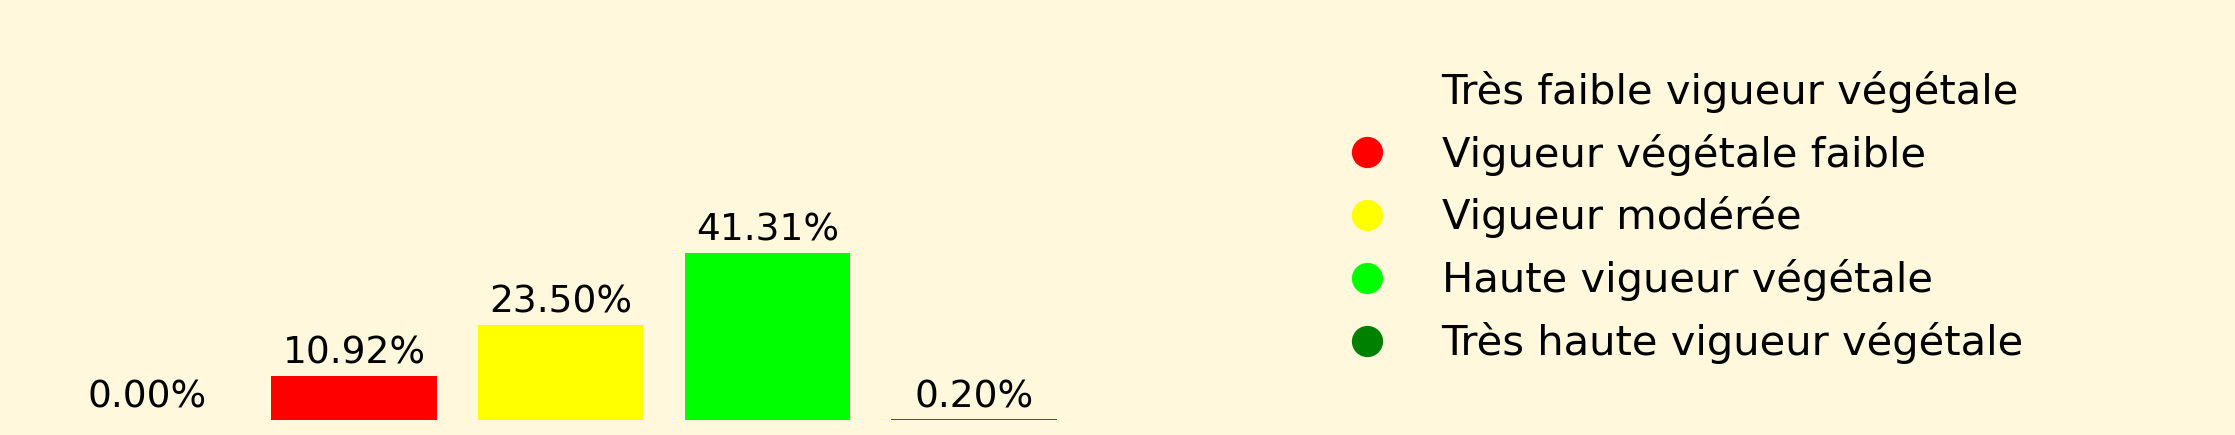 0.00%
10.92%
23.50%
41.31%
0.20%
Très faible vigueur végétale
Vigueur végétale faible
Vigueur modérée
Haute vigueur végétale
Très haute vigueur végétale